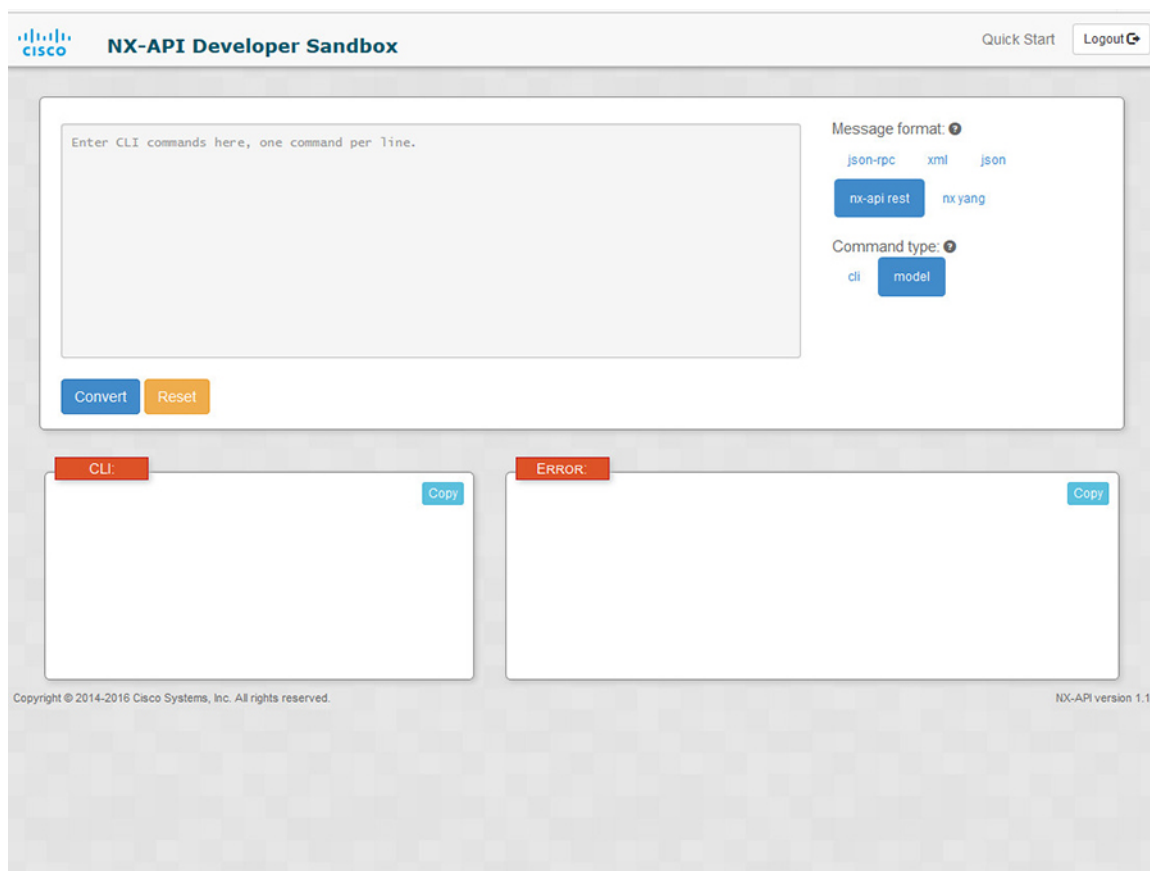 CISCO
NX-API Developer Sandbox
Quick Start
Logout
Enter CLI commands here, one command per line.
Message format:
json-rpc xml json
nx-api rest nx yang
Command type:
cli model
Convert Reset
CLI:
Copy
ERROR:
Copy
Copyright © 2014-2016 Cisco Systems, Inc. All rights reserved.
NX-API version 1.1